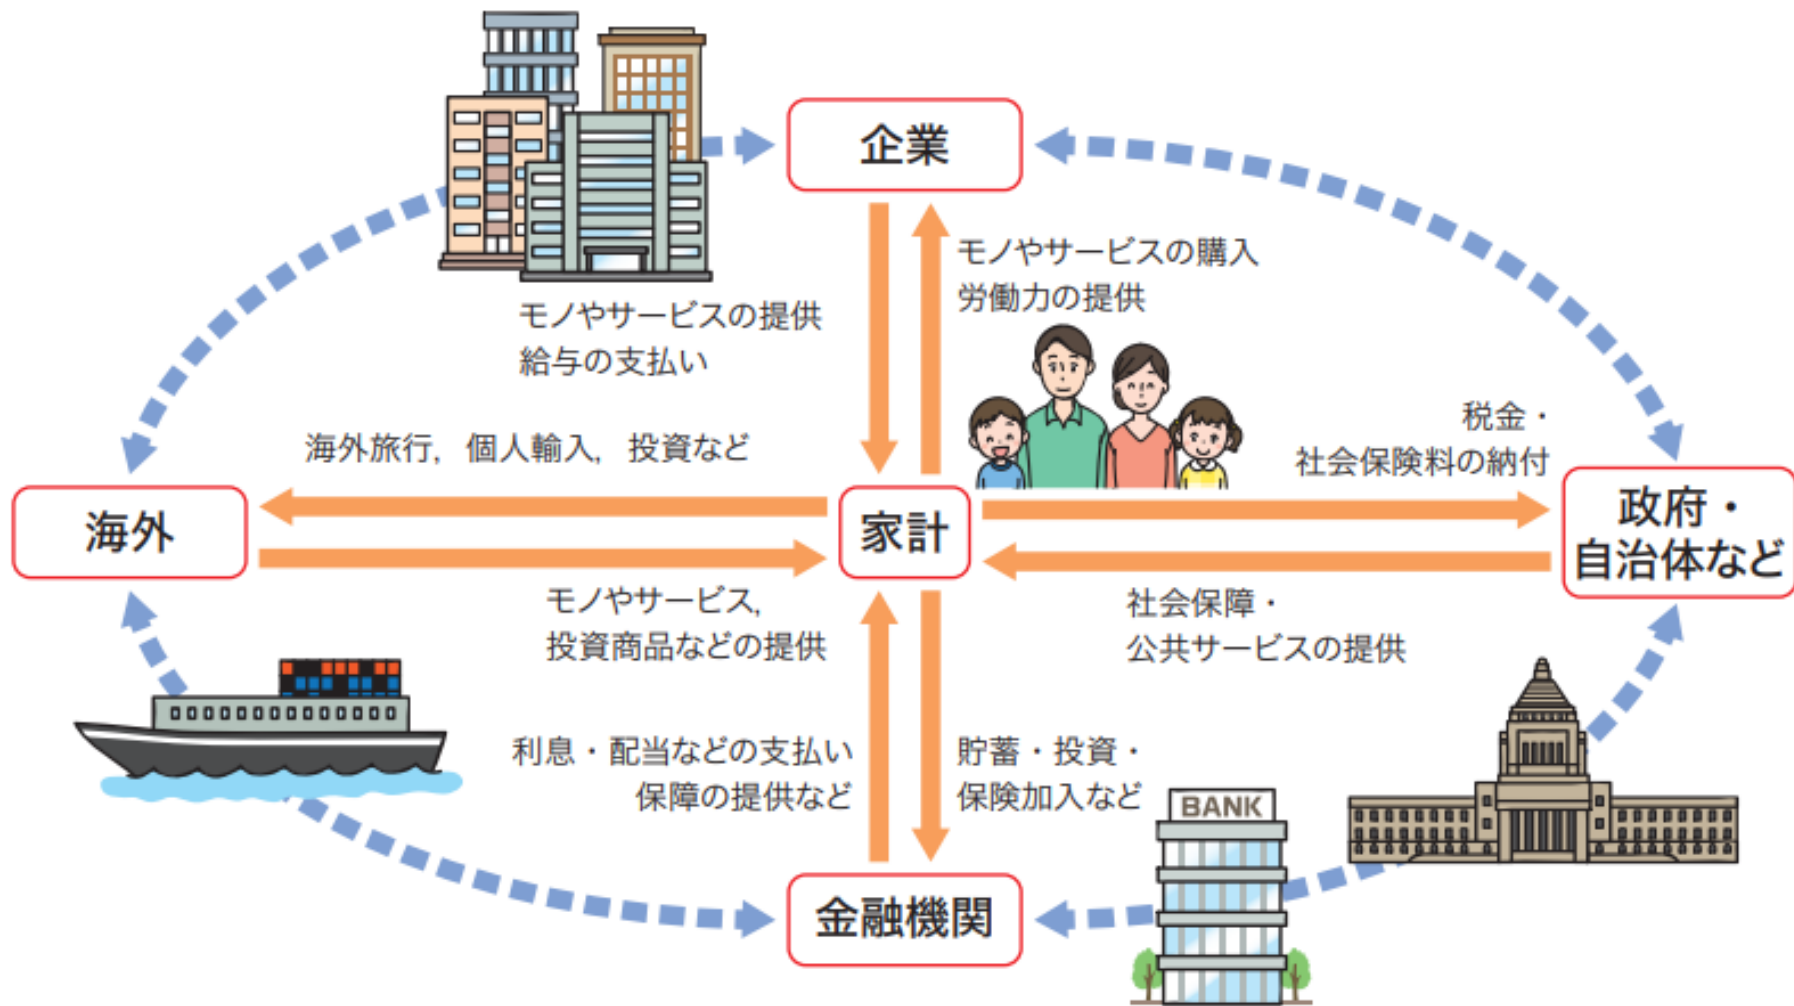 企業
モノやサービスの購入
労働力の提供
モノやサービスの提供
給与の支払い
税金・
社会保険料の納付
海外旅行，個人輸入，投資など
海外
家計
政府・
自治体など
モノやサービス，
投資商品などの提供
社会保障・
公共サービスの提供
利息・配当などの支払い
保障の提供など
貯蓄・投資・
保険加入など
BANK
金融機関